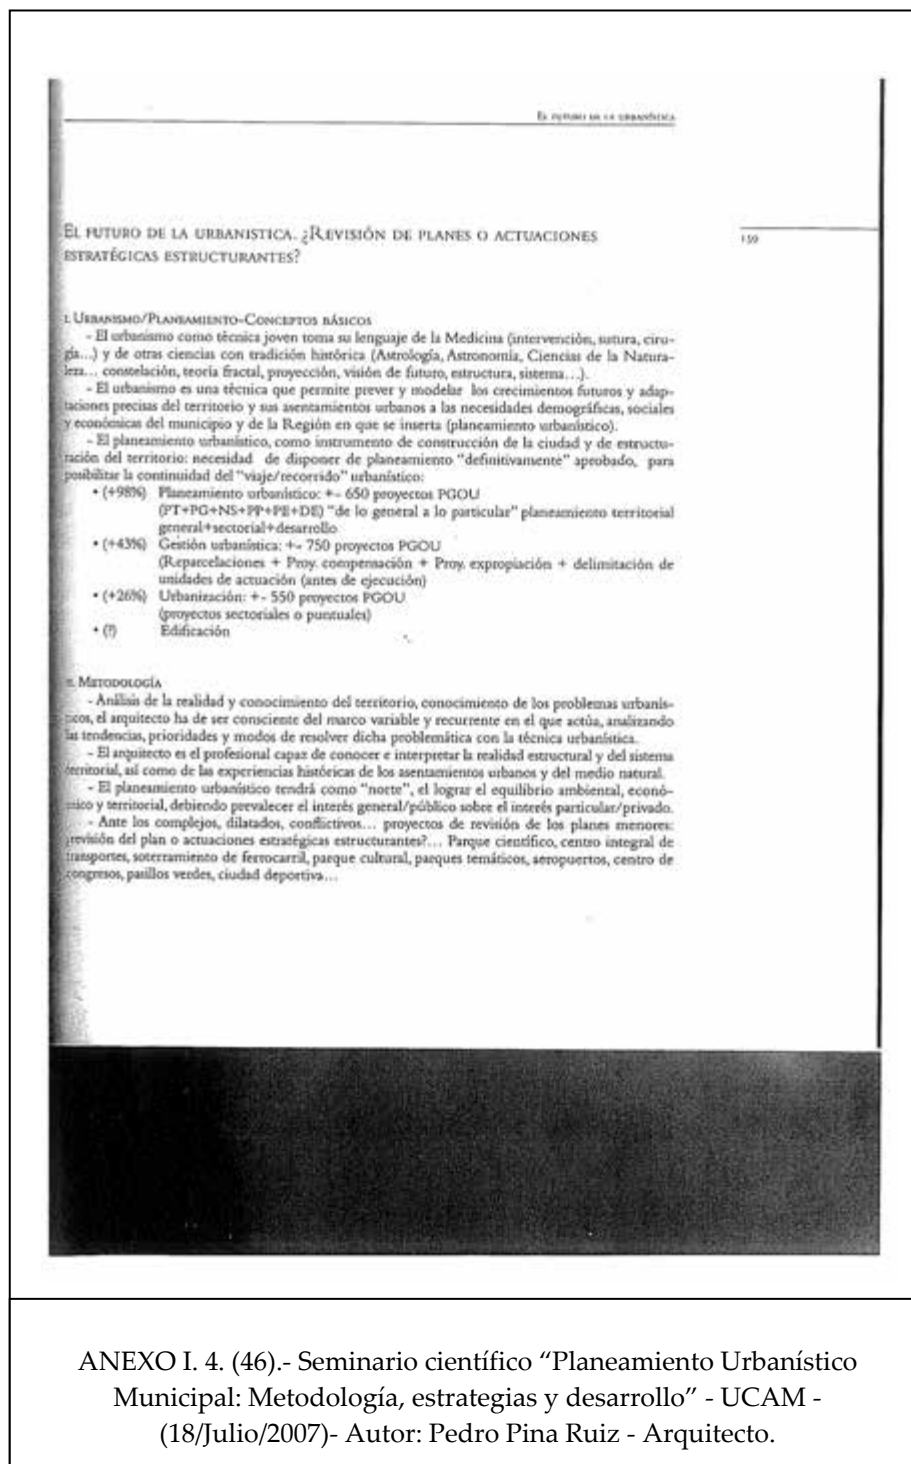 EL FUTURO DE LA URBANÍSTICA
EL FUTURO DE LA URBANISTICA. ¿REVISIÓN DE PLANES O ACTUACIONES
ESTRATÉGICAS ESTRUCTURANTES?
159
I. URBANISMO/PLANEAMIENTO-CONCEPTOS BÁSICOS
- El urbanismo como técnica joven toma su lenguaje de la Medicina (intervención, sutura, ciru-
gía...) y de otras ciencias con tradición histórica (Astrología, Astronomía, Ciencias de la Natura-
leza... constelación, teoría fractal, proyección, visión de futuro, estructura, sistema...).
- El urbanismo es una técnica que permite prever y modelar los crecimientos futuros y adap-
taciones precisas del territorio y sus asentamientos urbanos a las necesidades demográficas, sociales
y económicas del municipio y de la Región en que se inserta (planeamiento urbanístico).
- El planeamiento urbanístico, como instrumento de construcción de la ciudad y de estructu-
ración del territorio: necesidad de disponer de planeamiento "definitivamente" aprobado, para
posibilitar la continuidad del "viaje/recorrido" urbanístico:
• (+98%) Planeamiento urbanístico: +- 650 proyectos PGOU
(PT+PG+NS+PP+PE+DE) "de lo general a lo particular" planeamiento territorial
general+sectorial+desarrollo
• (+43%) Gestión urbanística: +- 750 proyectos PGOU
(Reparcelaciones + Proy. compensación + Proy. expropiación + delimitación de
unidades de actuación (antes de ejecución)
• (+26%) Urbanización: +- 550 proyectos PGOU
(proyectos sectoriales o puntuales)
• (?) Edificación
II. METODOLOGÍA
- Análisis de la realidad y conocimiento del territorio, conocimiento de los problemas urbanís-
ticos, el arquitecto ha de ser consciente del marco variable y recurrente en el que actúa, analizando
las tendencias, prioridades y modos de resolver dicha problemática con la técnica urbanística.
- El arquitecto es el profesional capaz de conocer e interpretar la realidad estructural y del sistema
territorial, así como de las experiencias históricas de los asentamientos urbanos y del medio natural.
- El planeamiento urbanístico tendrá como "norte", el lograr el equilibrio ambiental, econó-
mico y territorial, debiendo prevalecer el interés general/público sobre el interés particular/privado.
- Ante los complejos, dilatados, conflictivos... proyectos de revisión de los planes menores:
¿revisión del plan o actuaciones estratégicas estructurantes?... Parque científico, centro integral de
transportes, soterramiento de ferrocarril, parque cultural, parques temáticos, aeropuertos, centro de
congresos, pasillos verdes, ciudad deportiva...
ANEXO I. 4. (46).- Seminario científico “Planeamiento Urbanístico
Municipal: Metodología, estrategias y desarrollo” - UCAM -
(18/Julio/2007)- Autor: Pedro Pina Ruiz - Arquitecto.